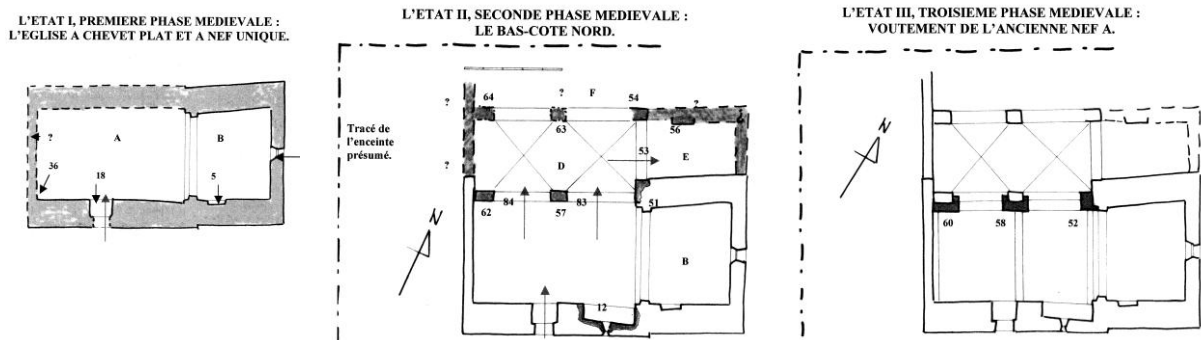 L'ETAT I, PREMIERE PHASE MEDIEVALE :
L'EGLISE A CHEVET PLAT ET A NEF UNIQUE.
?
A
B
36
18
5
L'ETAT II, SECONDE PHASE MEDIEVALE :
LE BAS-COTE NORD.
?
64
?
F
54
?
Tracé de
l'enceinte
présumé.
63
56
?
D
53
E
62
84
57
83
51
N
B
12
L'ETAT III, TROISIEME PHASE MEDIEVALE :
VOUTEMENT DE L'ANCIENNE NEF A.
N
60
58
52